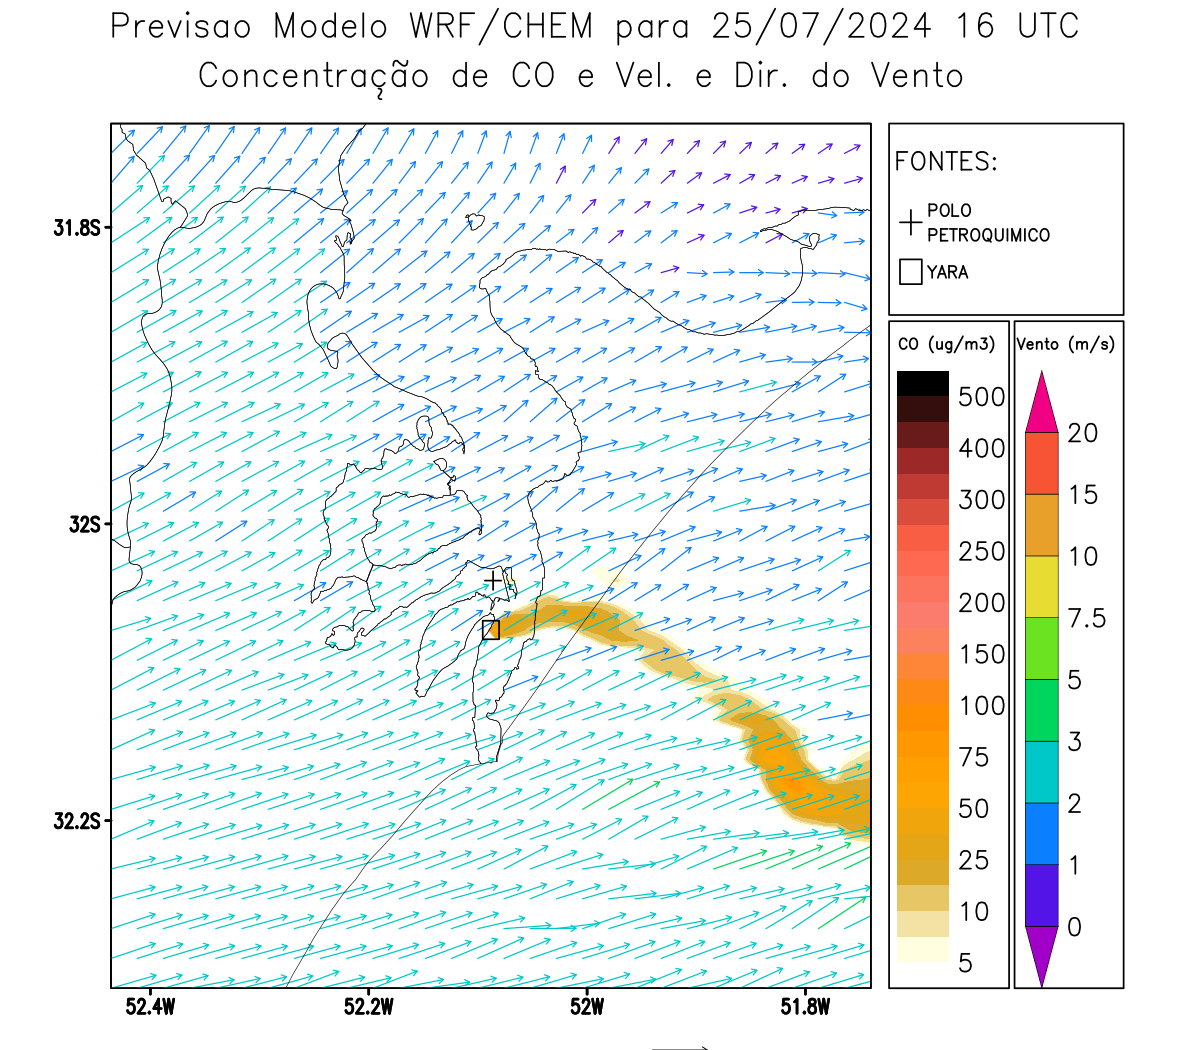 Previsao Modelo WRF/CHEM para 25/07/2024 16 UTC
Concentração de CO e Vel. e Dir. do Vento
FONTES:
POLO
PETROQUIMICO
YARA
CO (ug/m3)
500
400
300
250
200
150
100
75
50
25
10
5
Vento (m/s)
20
15
10
7.5
5
3
2
1
0
31.8S
32S
32.2S
52.4W 52.2W 52W 51.8W